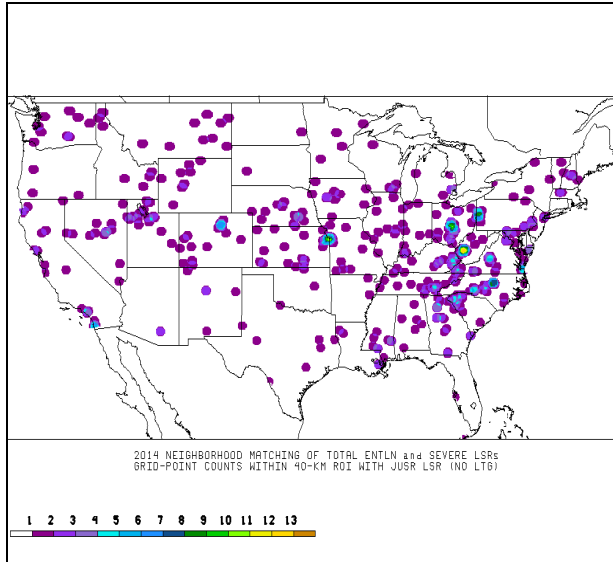 2014 NEIGHBORHOOD MATCHING OF TOTAL ENTLN and SEVERE LSRs
GRID-POINT COUNTS WITHIN 40-KM ROI WITH JUSR LSR (NO LTG)
1 2 3 4 5 6 7 8 9 10 11 12 13